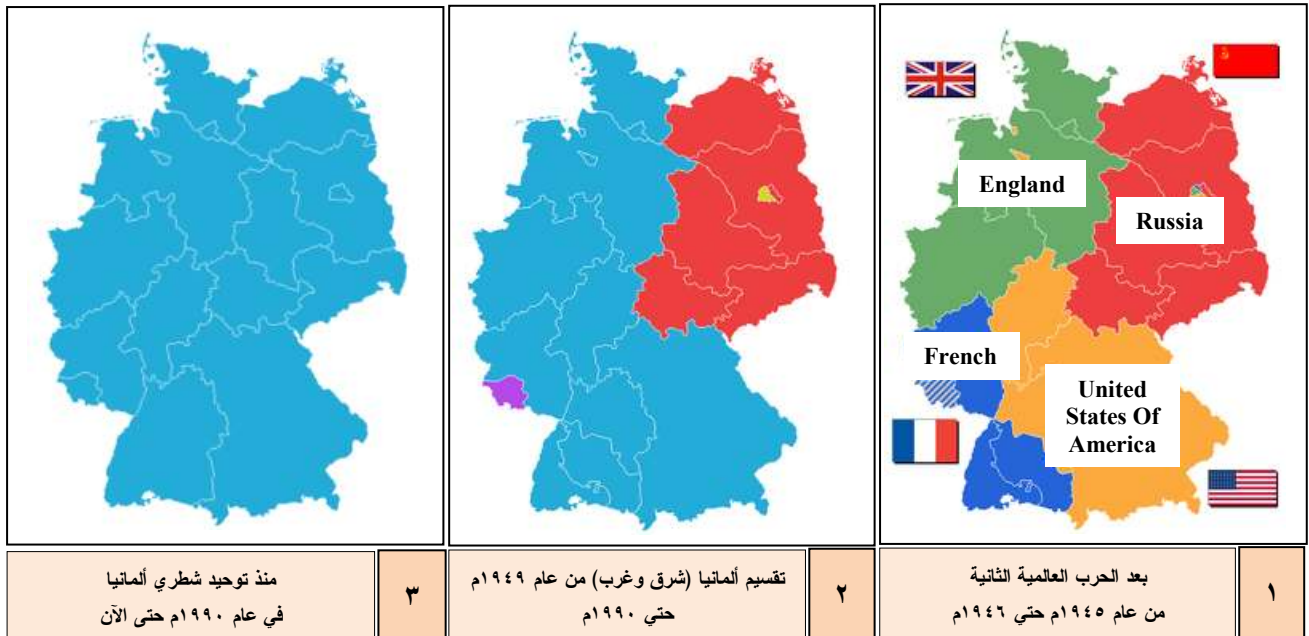 England
Russia
French
United
States Of
America
١
بعد الحرب العالمية الثانية
من عام ١٩٤٥م حتي ١٩٤٦م
٢
تقسيم ألمانيا (شرق وغرب) من عام ١٩٤٩م
حتي ١٩٩٠م
٣
منذ توحيد شطري ألمانيا
في عام ١٩٩٠م حتى الآن